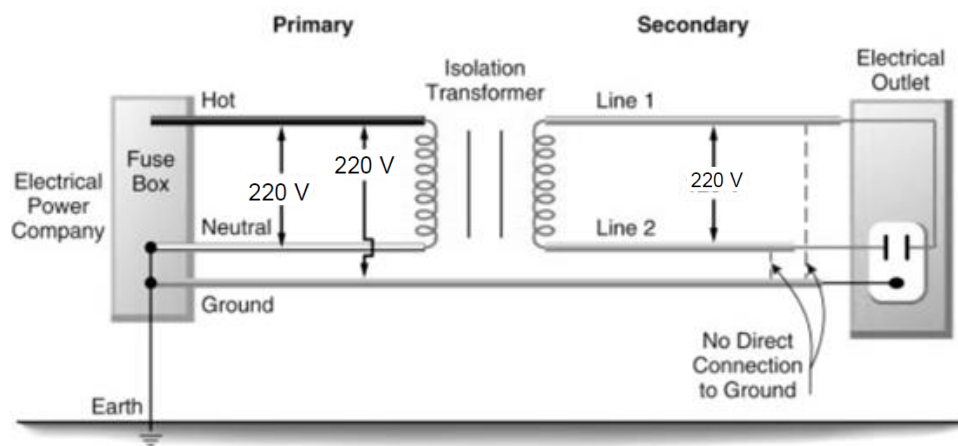 Primary
Secondary
Electrical
Outlet
Isolation
Transformer
Hot
Line 1
Fuse
Box
220 V
220 V
220 V
Electrical
Power
Company
Neutral
Line 2
Ground
No Direct
Connection
to Ground
Earth